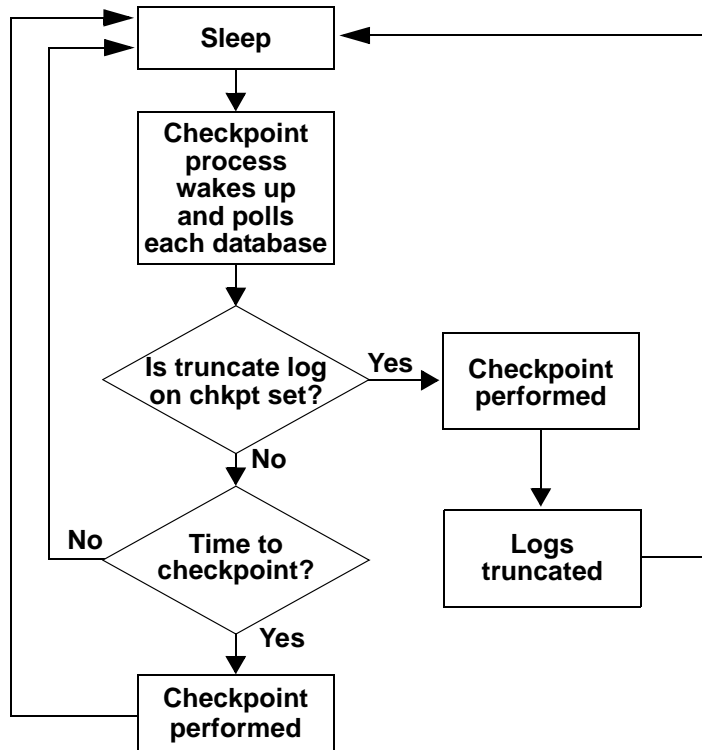 Sleep
Checkpoint
process
wakes up
and polls
each database
Is truncate log
on chkpt set?
Yes
Checkpoint
performed
No
Logs
truncated
No
Time to
checkpoint?
Yes
Checkpoint
performed